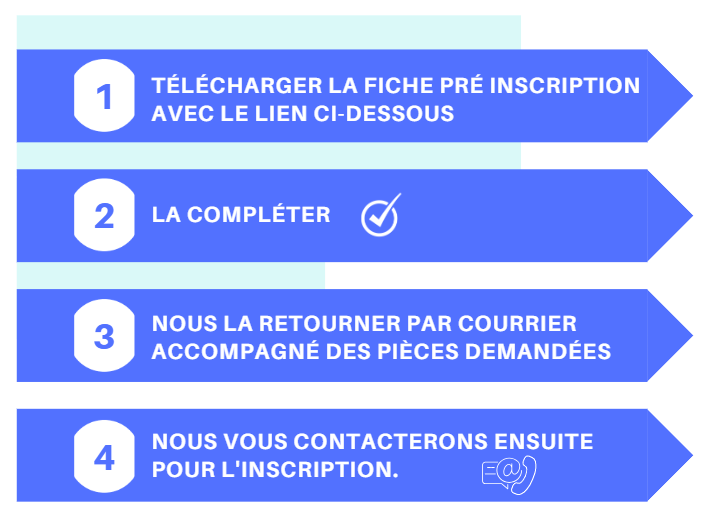 1
TÉLÉCHARGER LA FICHE PRÉ INSCRIPTION
AVEC LE LIEN CI-DESSOUS
2
LA COMPLÉTER
3
NOUS LA RETOURNER PAR COURRIER
ACCOMPAGNÉ DES PIÈCES DEMANDÉES
4
NOUS VOUS CONTACTERONS ENSUITE
POUR L'INSCRIPTION.
@